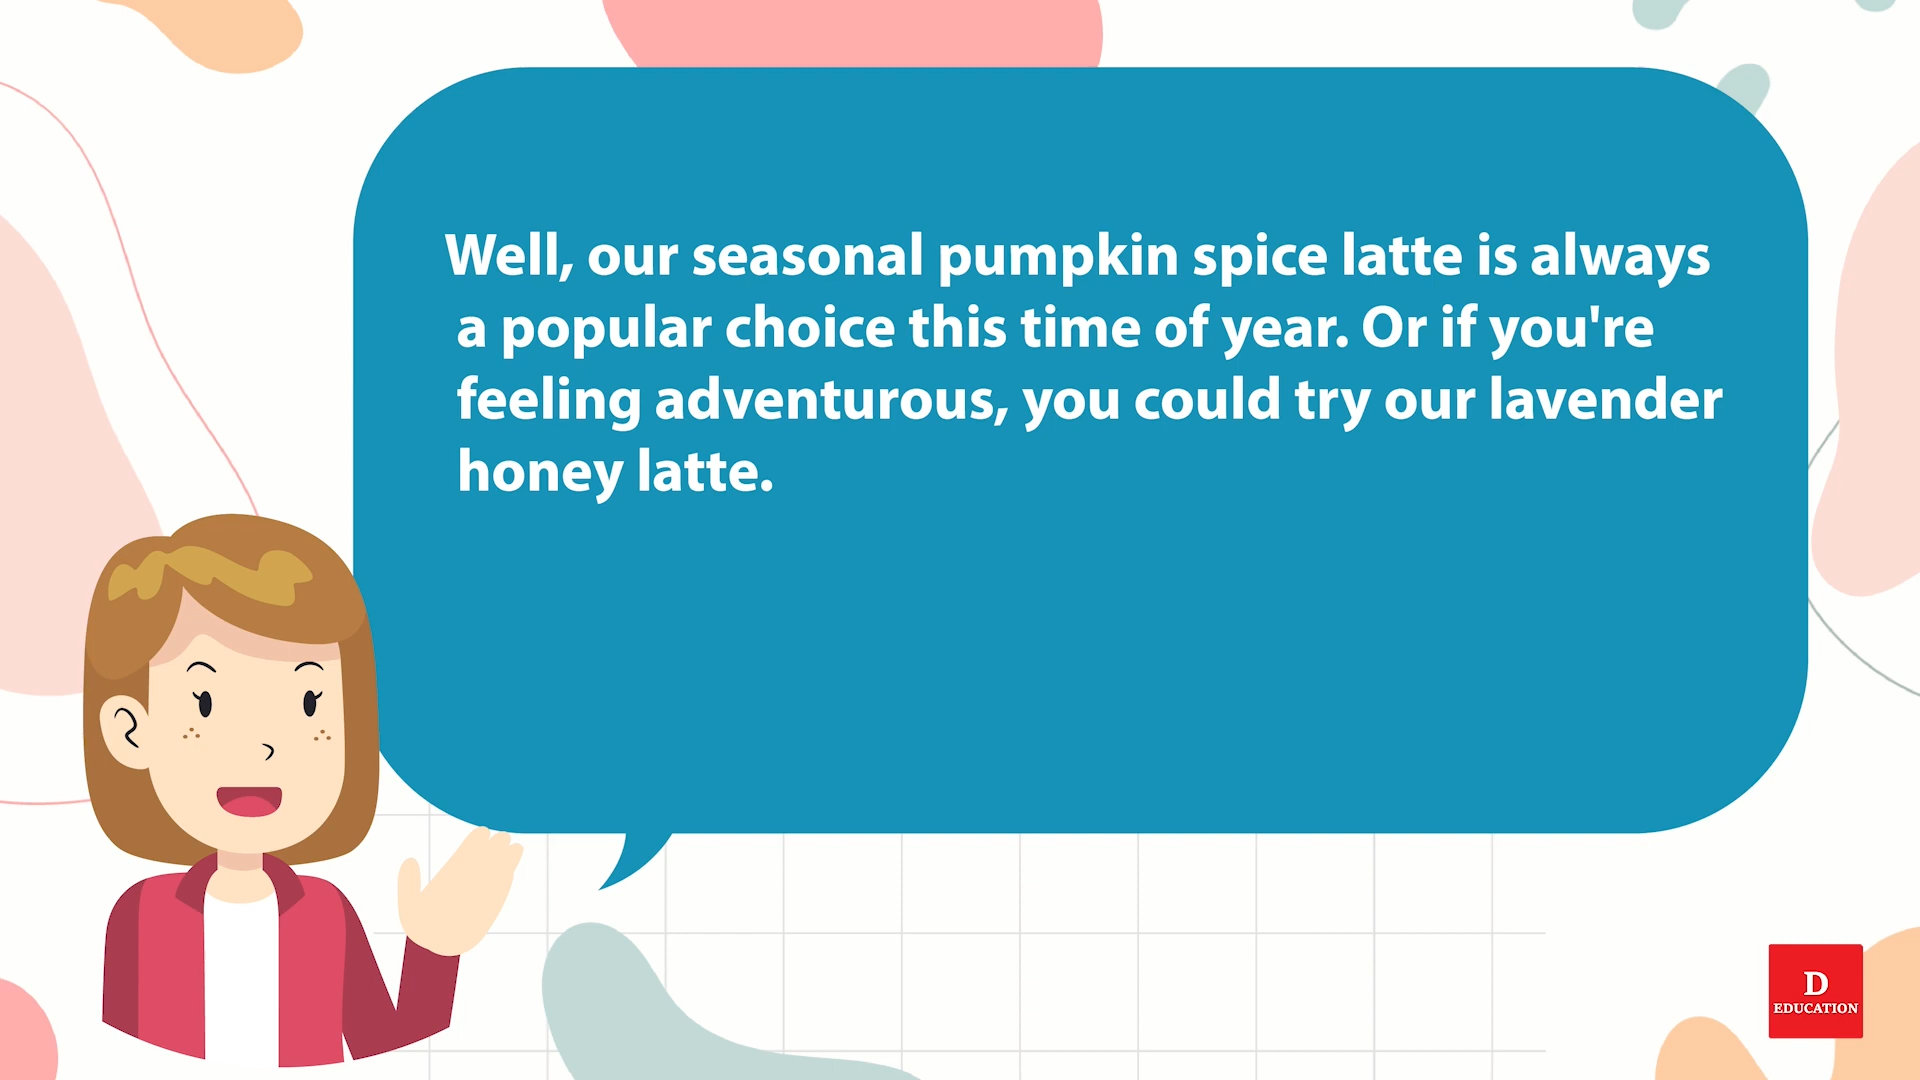 Well, our seasonal pumpkin spice latte is always
a popular choice this time of year. Or if you're
feeling adventurous, you could try our lavender
honey latte.
D
EDUCATION